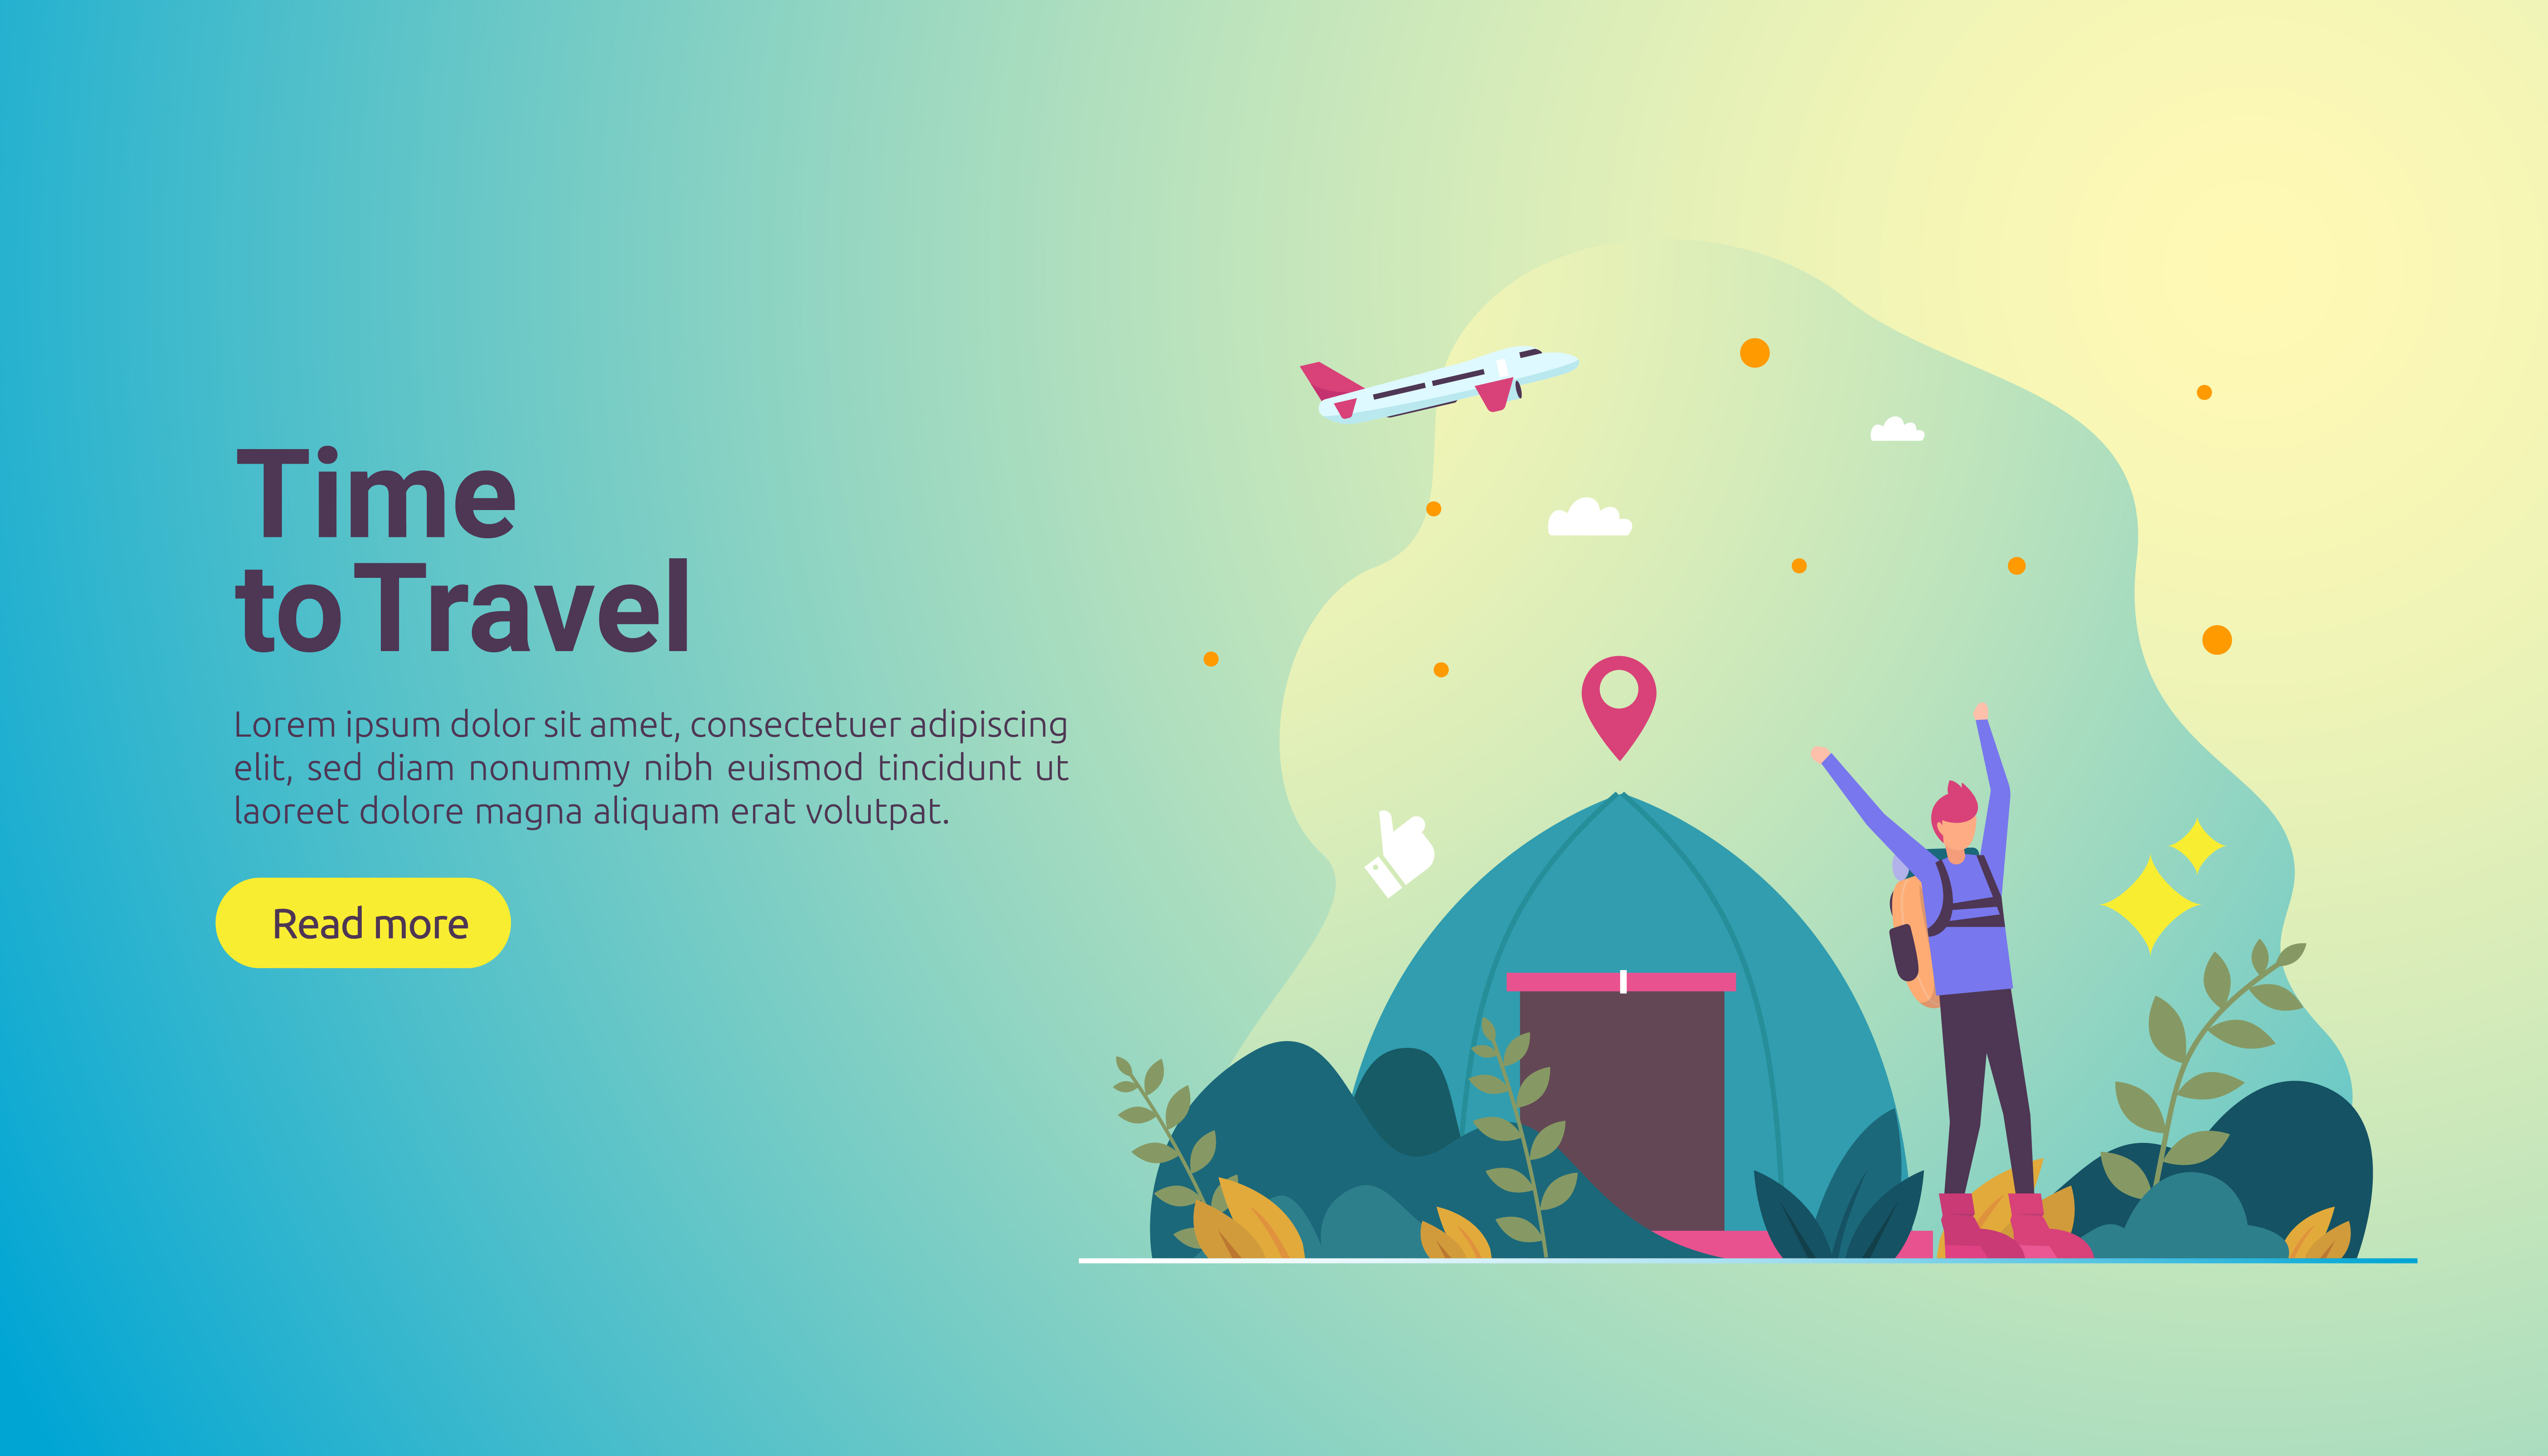 Time
to Travel
Lorem ipsum dolor sit amet, consectetuer adipiscing
elit, sed diam nonummy nibh euismod tincidunt ut
laoreet dolore magna aliquam erat volutpat.
Read more